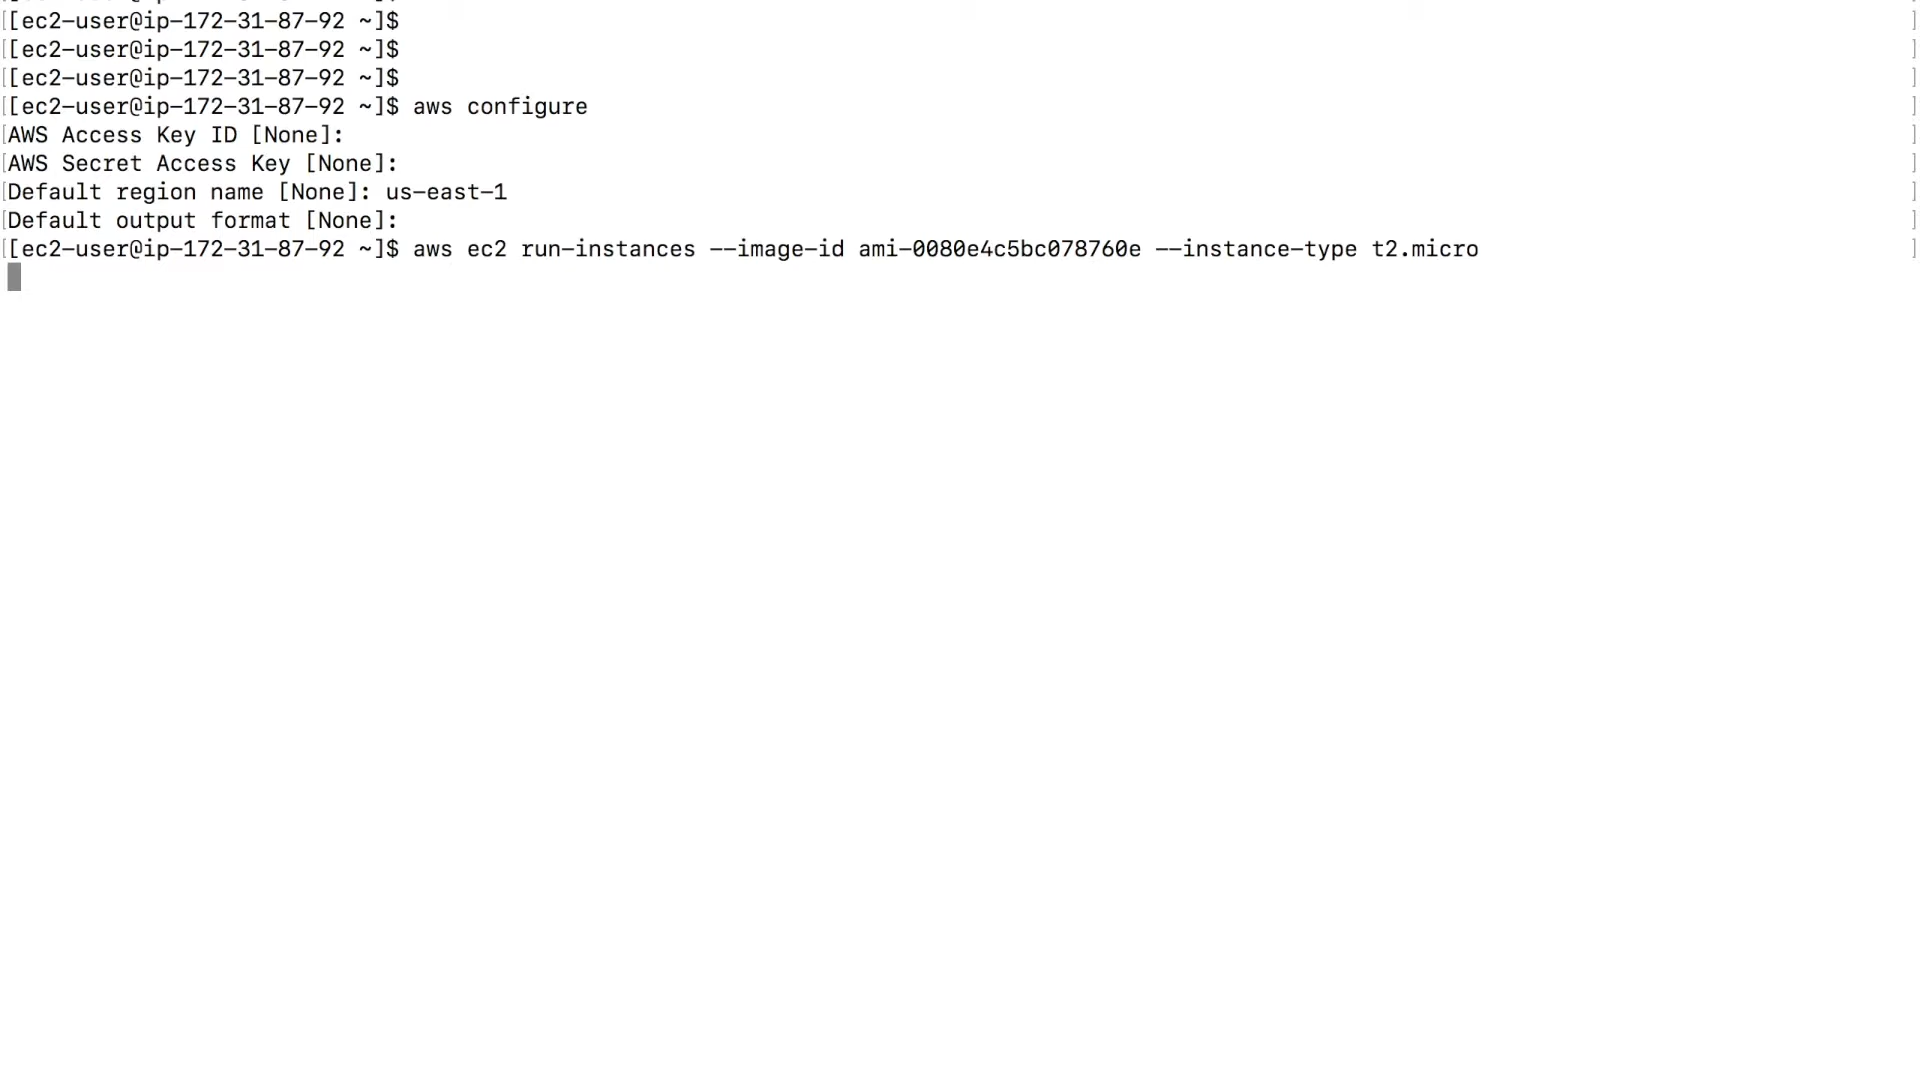 [[ec2-user@ip-172-31-87-92 ~]$ ]
[[ec2-user@ip-172-31-87-92 ~]$ ]
[[ec2-user@ip-172-31-87-92 ~]$ ]
[[ec2-user@ip-172-31-87-92 ~]$ aws configure ]
[AWS Access Key ID [None]: ]
[AWS Secret Access Key [None]: ]
[Default region name [None]: us-east-1 ]
[Default output format [None]: ]
[[ec2-user@ip-172-31-87-92 ~]$ aws ec2 run-instances --image-id ami-0080e4c5bc078760e --instance-type t2.micro ]